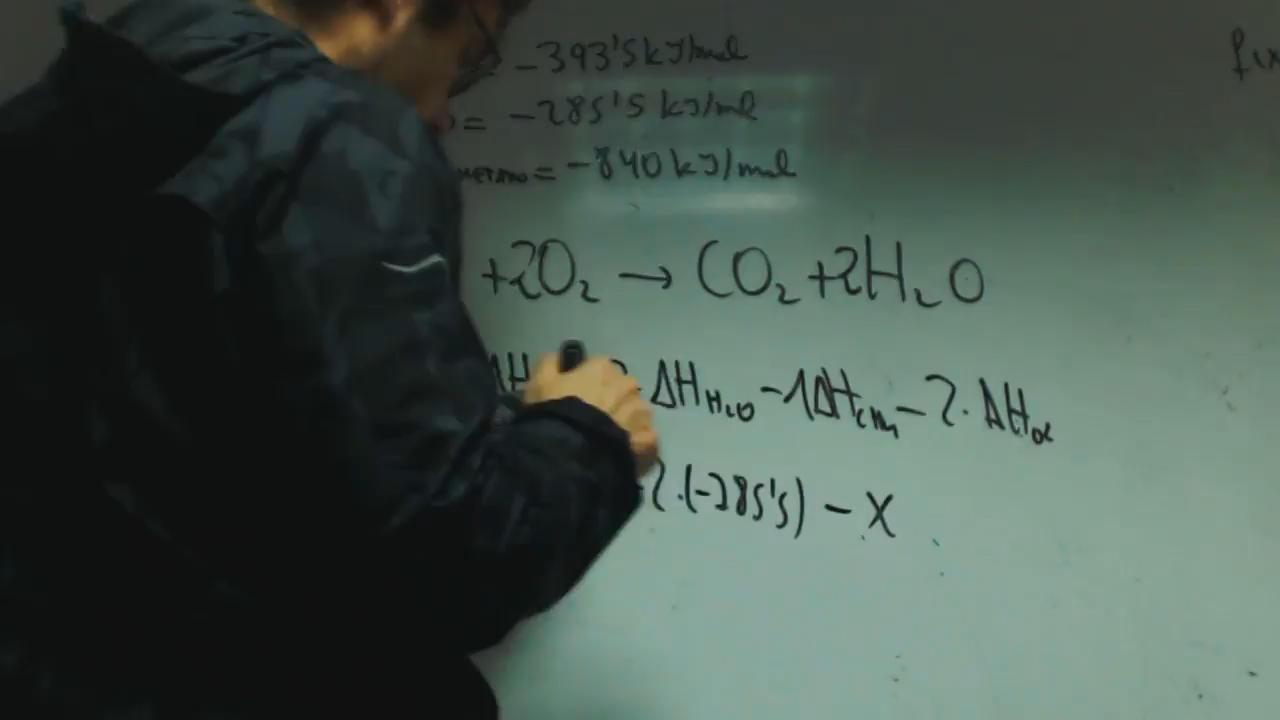 = -393'5 kJ/mol
= -285'5 kJ/mol
= -840 kJ/mol
+2O₂ → CO₂+2H₂O
ΔH ΔH_H₂O -1ΔH_CH₄ - 2·ΔH_O₂
2·(-285'5) - X